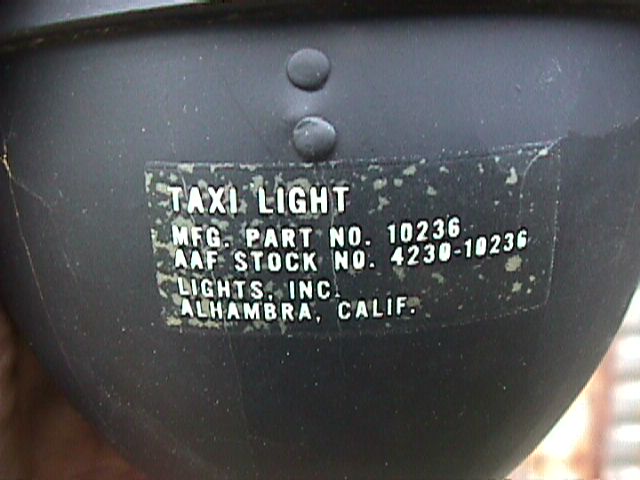 TAXI LIGHT
MFG. PART NO. 10236
AAF STOCK NO. 4230-10236
LIGHTS, INC.
ALHAMBRA, CALIF.